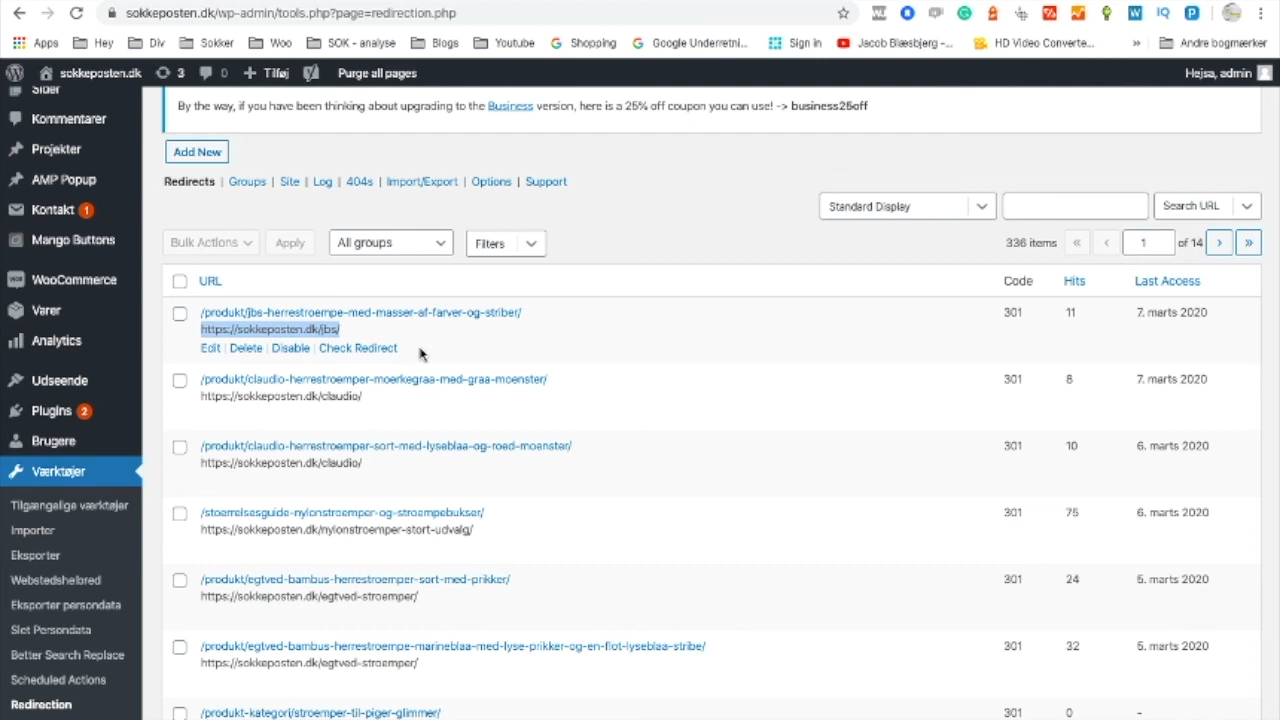 sokkeposten.dk/wp-admin/tools.php?page=redirection.php
Apps Hey Div Sokker Woo SOK - analyse Blogs Youtube Shopping Google Underretni... Sign in Jacob Blæsbjerg -... HD Video Converte... » Andre bogmærker
sokkeposten.dk 3 0 + Tilføj Purge all pages Hejsa, admin
Sider
Kommentarer
Projekter
AMP Popup
Kontakt 1
Mango Buttons
WooCommerce
Varer
Analytics
Udseende
Plugins 2
Brugere
Værktøjer
Tilgængelige værktøjer
Importer
Eksporter
Webstedshelbred
Eksporter persondata
Slet Persondata
Better Search Replace
Scheduled Actions
Redirection
By the way, if you have been thinking about upgrading to the Business version, here is a 25% off coupon you can use! -> business25off
Add New
Redirects | Groups | Site | Log | 404s | Import/Export | Options | Support
Standard Display Search URL
Bulk Actions Apply All groups Filters 336 items « ‹ 1 of 14 › »
URL Code Hits Last Access
/produkt/jbs-herrestroempe-med-masser-af-farver-og-striber/ 301 11 7. marts 2020
https://sokkeposten.dk/jbs/
Edit | Delete | Disable | Check Redirect
/produkt/claudio-herrestroemper-moerkegraa-med-graa-moenster/ 301 8 7. marts 2020
https://sokkeposten.dk/claudio/
/produkt/claudio-herrestroemper-sort-med-lyseblaa-og-roed-moenster/ 301 10 6. marts 2020
https://sokkeposten.dk/claudio/
/stoerrelsesguide-nylonstroemper-og-stroempebukser/ 301 75 6. marts 2020
https://sokkeposten.dk/nylonstroemper-stort-udvalg/
/produkt/egtved-bambus-herrestroemper-sort-med-prikker/ 301 24 5. marts 2020
https://sokkeposten.dk/egtved-stroemper/
/produkt/egtved-bambus-herrestroempe-marineblaa-med-lyse-prikker-og-en-flot-lyseblaa-stribe/ 301 32 5. marts 2020
https://sokkeposten.dk/egtved-stroemper/
/produkt-kategori/stroemper-til-piger-glimmer/ 301 0 -